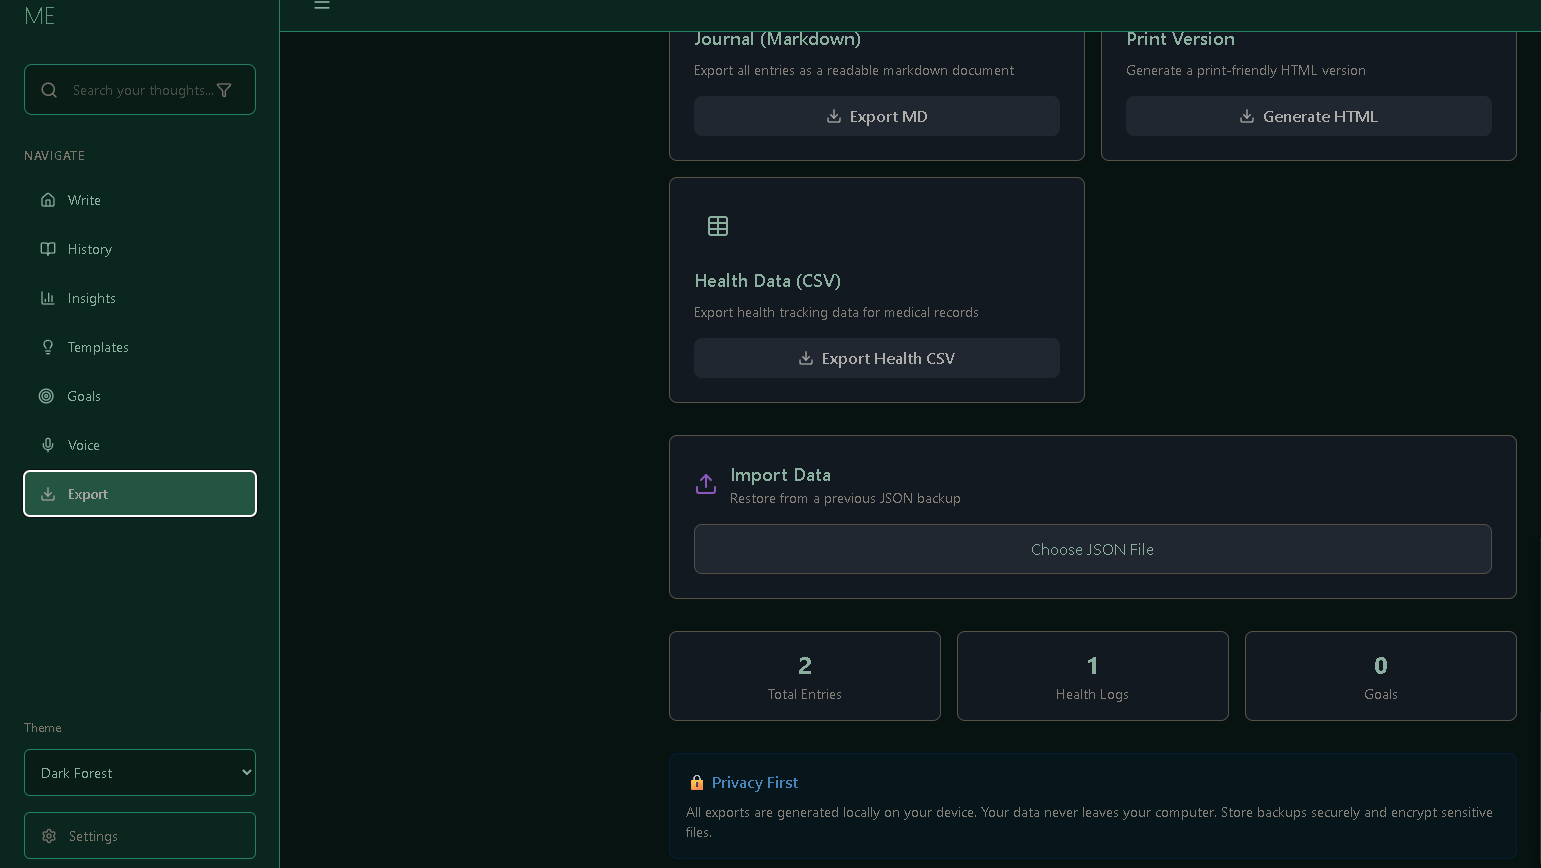 ME
Search your thoughts...
NAVIGATE
Write
History
Insights
Templates
Goals
Voice
Export
Theme
Dark Forest
Settings
Journal (Markdown)
Export all entries as a readable markdown document
Export MD
Print Version
Generate a print-friendly HTML version
Generate HTML
Health Data (CSV)
Export health tracking data for medical records
Export Health CSV
Import Data
Restore from a previous JSON backup
Choose JSON File
2
Total Entries
1
Health Logs
0
Goals
Privacy First
All exports are generated locally on your device. Your data never leaves your computer. Store backups securely and encrypt sensitive
files.